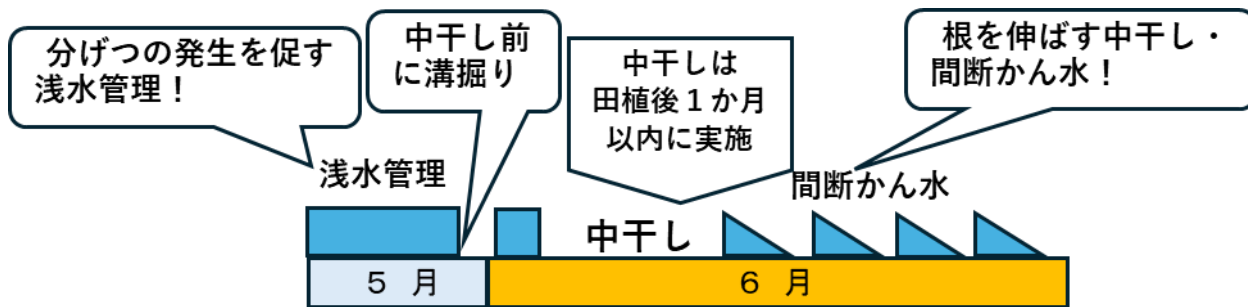 分げつの発生を促す
浅水管理！
中干し前
に溝掘り
中干しは
田植後１か月
以内に実施
根を伸ばす中干し・
間断かん水！
浅水管理
間断かん水
中干し
５　月
６　月